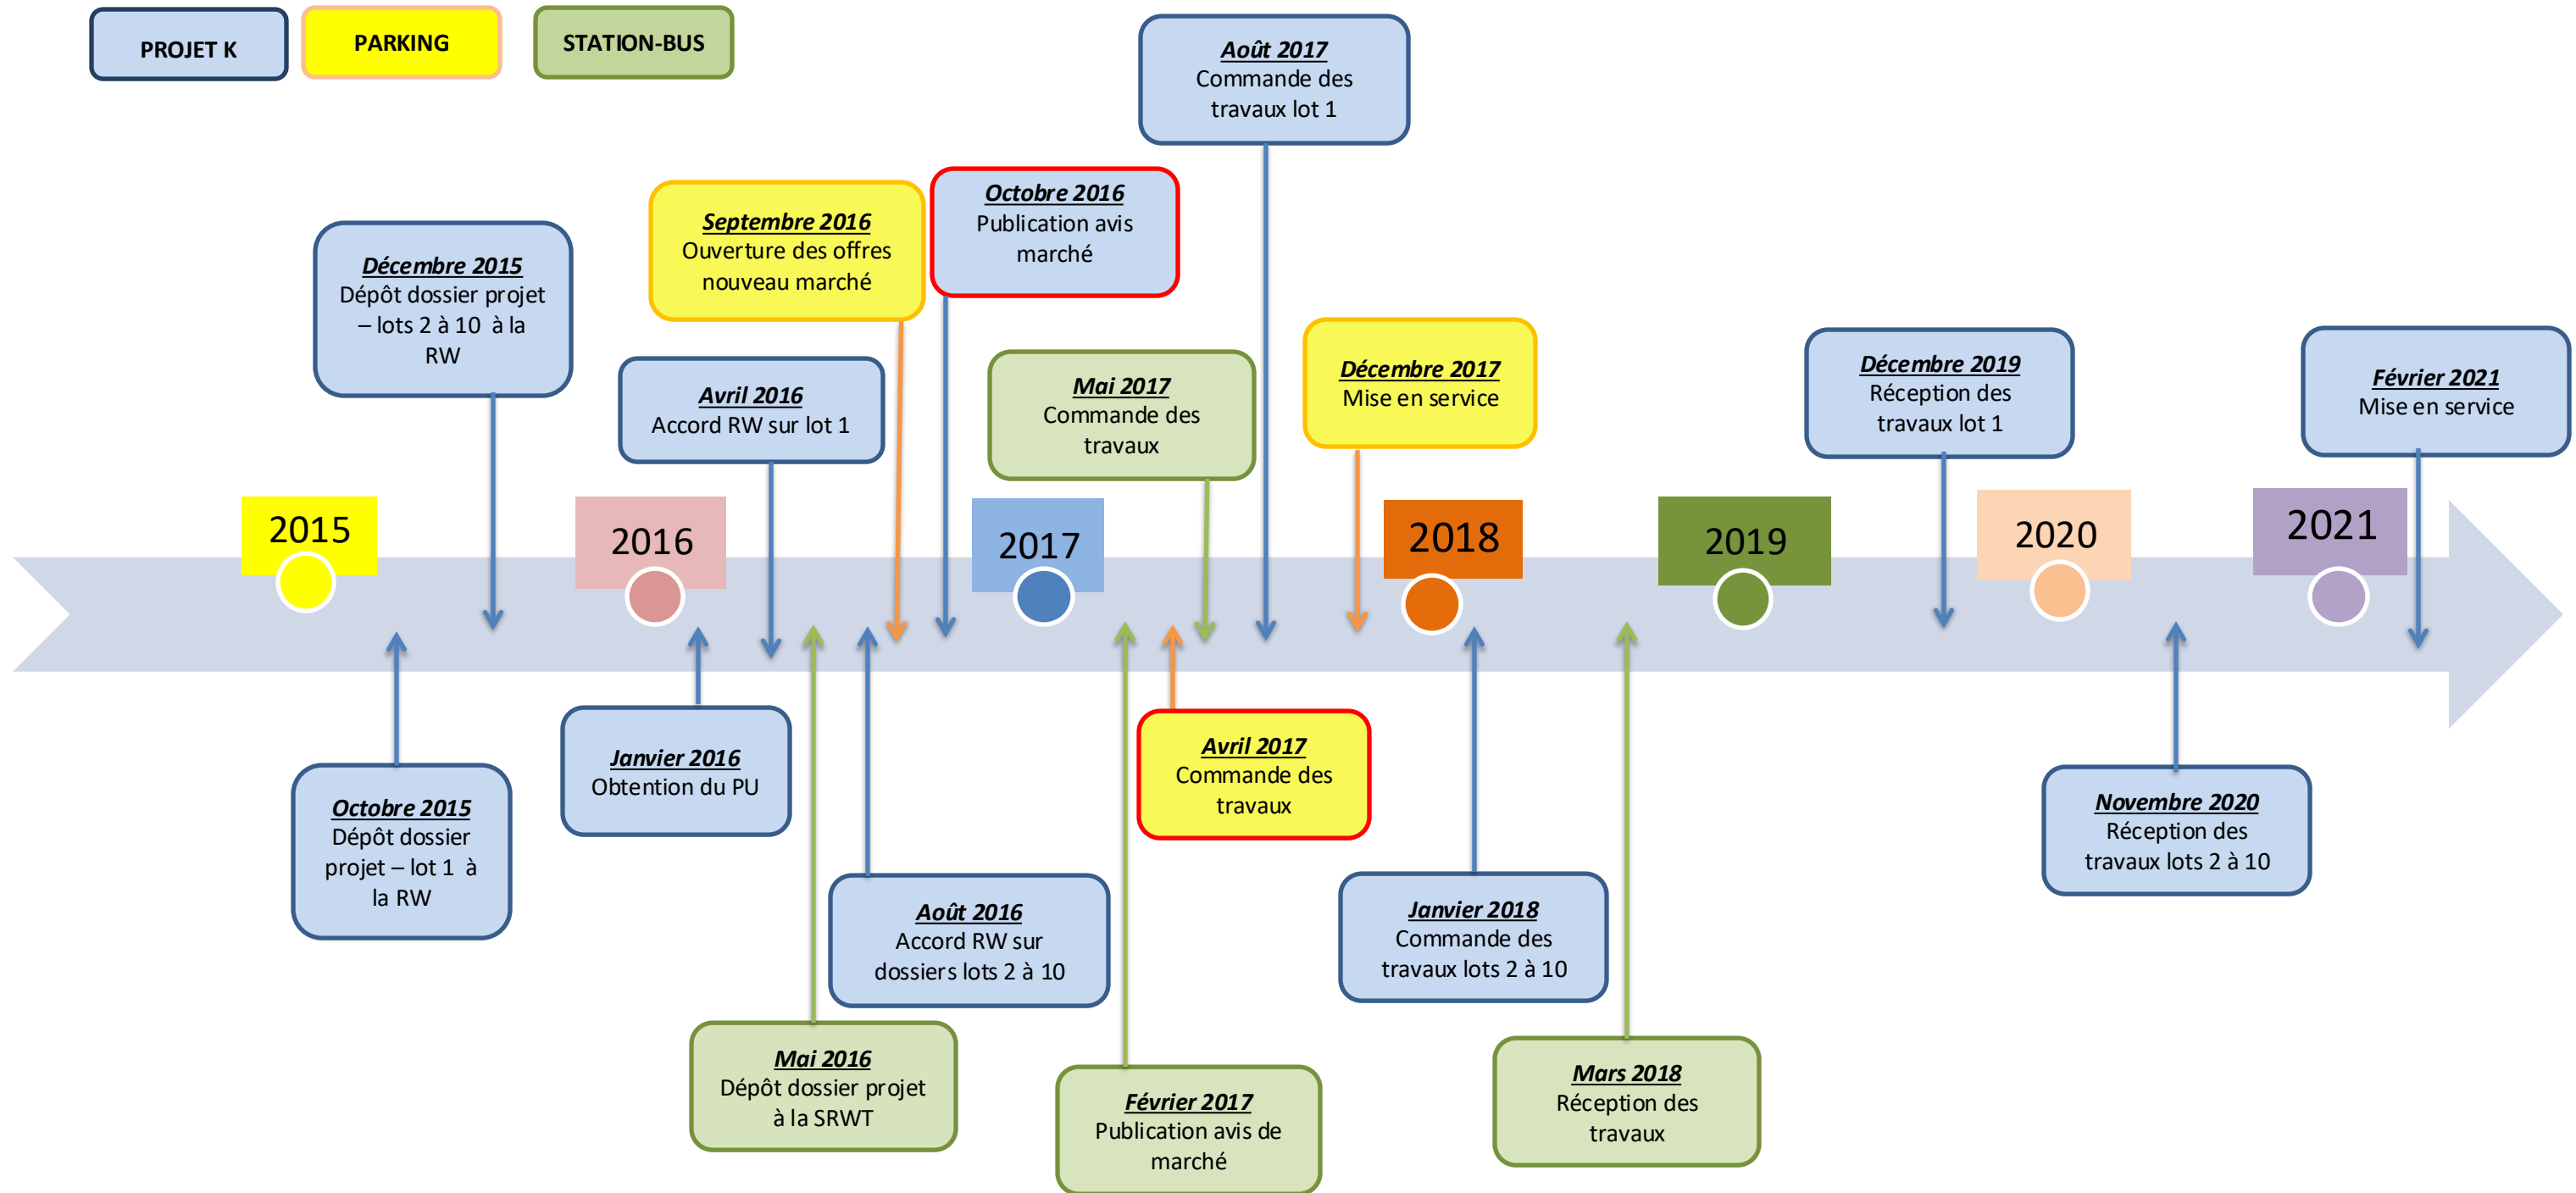 PROJET K
PARKING
STATION-BUS
Août 2017
Commande des
travaux lot 1
Octobre 2016
Publication avis
marché
Septembre 2016
Ouverture des offres
nouveau marché
Décembre 2015
Dépôt dossier projet
– lots 2 à 10 à la
RW
Avril 2016
Accord RW sur lot 1
Mai 2017
Commande des
travaux
Décembre 2017
Mise en service
Décembre 2019
Réception des
travaux lot 1
Février 2021
Mise en service
2015
2016
2017
2018
2019
2020
2021
Octobre 2015
Dépôt dossier
projet – lot 1 à
la RW
Janvier 2016
Obtention du PU
Avril 2017
Commande des
travaux
Novembre 2020
Réception des
travaux lots 2 à 10
Août 2016
Accord RW sur
dossiers lots 2 à 10
Janvier 2018
Commande des
travaux lots 2 à 10
Mai 2016
Dépôt dossier projet
à la SRWT
Février 2017
Publication avis de
marché
Mars 2018
Réception des
travaux